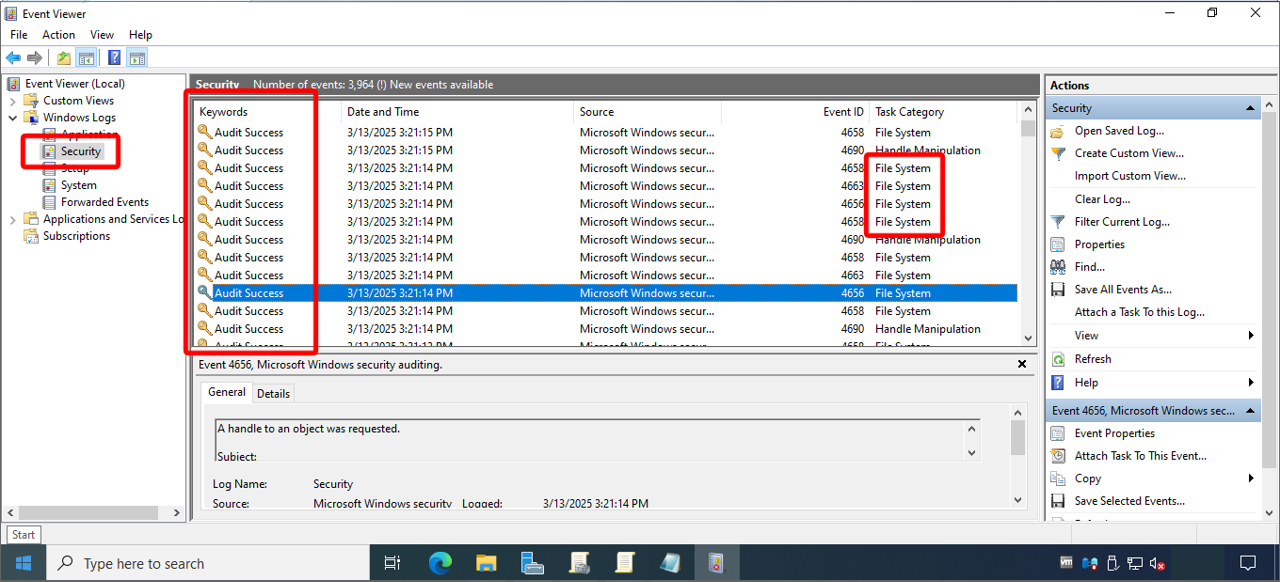 Event Viewer
File Action View Help
Event Viewer (Local)
Custom Views
Windows Logs
Application
Security
Setup
System
Forwarded Events
Applications and Services Lo
Subscriptions
Security Number of events: 3,964 (!) New events available
Keywords Date and Time Source Event ID Task Category
Audit Success 3/13/2025 3:21:15 PM Microsoft Windows secur... 4658 File System
Audit Success 3/13/2025 3:21:15 PM Microsoft Windows secur... 4690 Handle Manipulation
Audit Success 3/13/2025 3:21:14 PM Microsoft Windows secur... 4658 File System
Audit Success 3/13/2025 3:21:14 PM Microsoft Windows secur... 4663 File System
Audit Success 3/13/2025 3:21:14 PM Microsoft Windows secur... 4656 File System
Audit Success 3/13/2025 3:21:14 PM Microsoft Windows secur... 4658 File System
Audit Success 3/13/2025 3:21:14 PM Microsoft Windows secur... 4690 Handle Manipulation
Audit Success 3/13/2025 3:21:14 PM Microsoft Windows secur... 4658 File System
Audit Success 3/13/2025 3:21:14 PM Microsoft Windows secur... 4663 File System
Audit Success 3/13/2025 3:21:14 PM Microsoft Windows secur... 4656 File System
Audit Success 3/13/2025 3:21:14 PM Microsoft Windows secur... 4658 File System
Audit Success 3/13/2025 3:21:14 PM Microsoft Windows secur... 4690 Handle Manipulation
Event 4656, Microsoft Windows security auditing.
General Details
A handle to an object was requested.
Subject:
Log Name: Security
Source: Microsoft Windows security Logged: 3/13/2025 3:21:14 PM
Actions
Security
Open Saved Log...
Create Custom View...
Import Custom View...
Clear Log...
Filter Current Log...
Properties
Find...
Save All Events As...
Attach a Task To this Log...
View
Refresh
Help
Event 4656, Microsoft Windows sec...
Event Properties
Attach Task To This Event...
Copy
Save Selected Events...
Start
Type here to search
vm